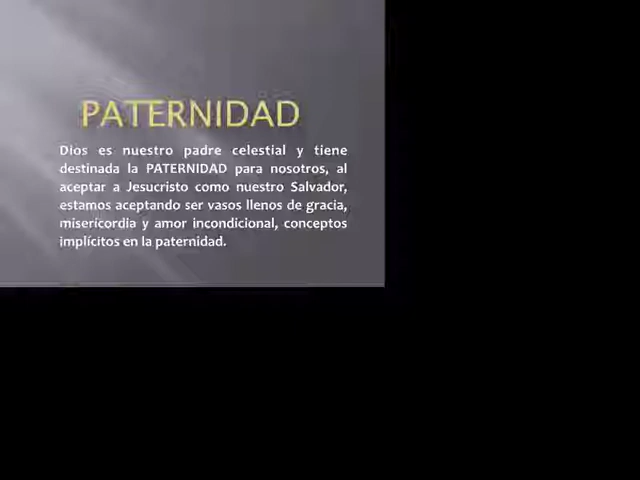 PATERNIDAD
Dios es nuestro padre celestial y tiene
destinada la PATERNIDAD para nosotros, al
aceptar a Jesucristo como nuestro Salvador,
estamos aceptando ser vasos llenos de gracia,
misericordia y amor incondicional, conceptos
implícitos en la paternidad.